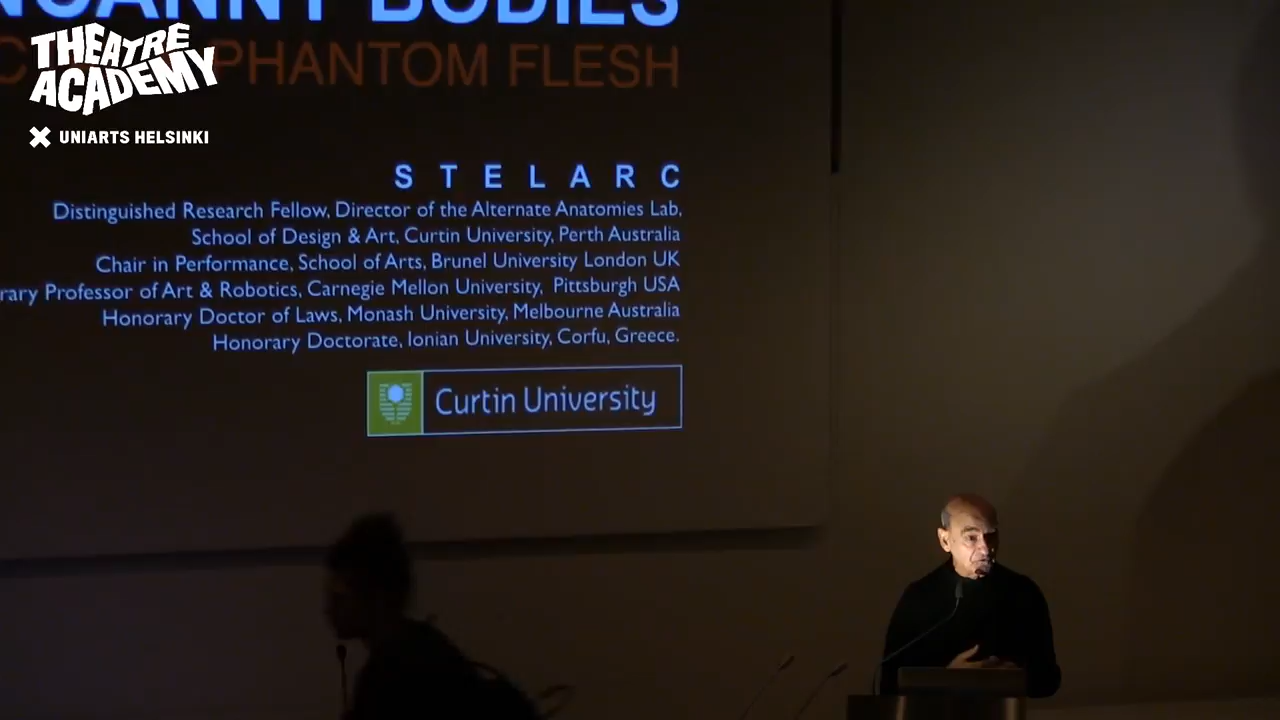 BODIES
THEATRE
ACADEMY
PHANTOM FLESH
UNIARTS HELSINKI
STELARC
Distinguished Research Fellow, Director of the Alternate Anatomies Lab,
School of Design & Art, Curtin University, Perth Australia
Chair in Performance, School of Arts, Brunel University London UK
Professor of Art & Robotics, Carnegie Mellon University, Pittsburgh USA
Honorary Doctor of Laws, Monash University, Melbourne Australia
Honorary Doctorate, Ionian University, Corfu, Greece.
Curtin University